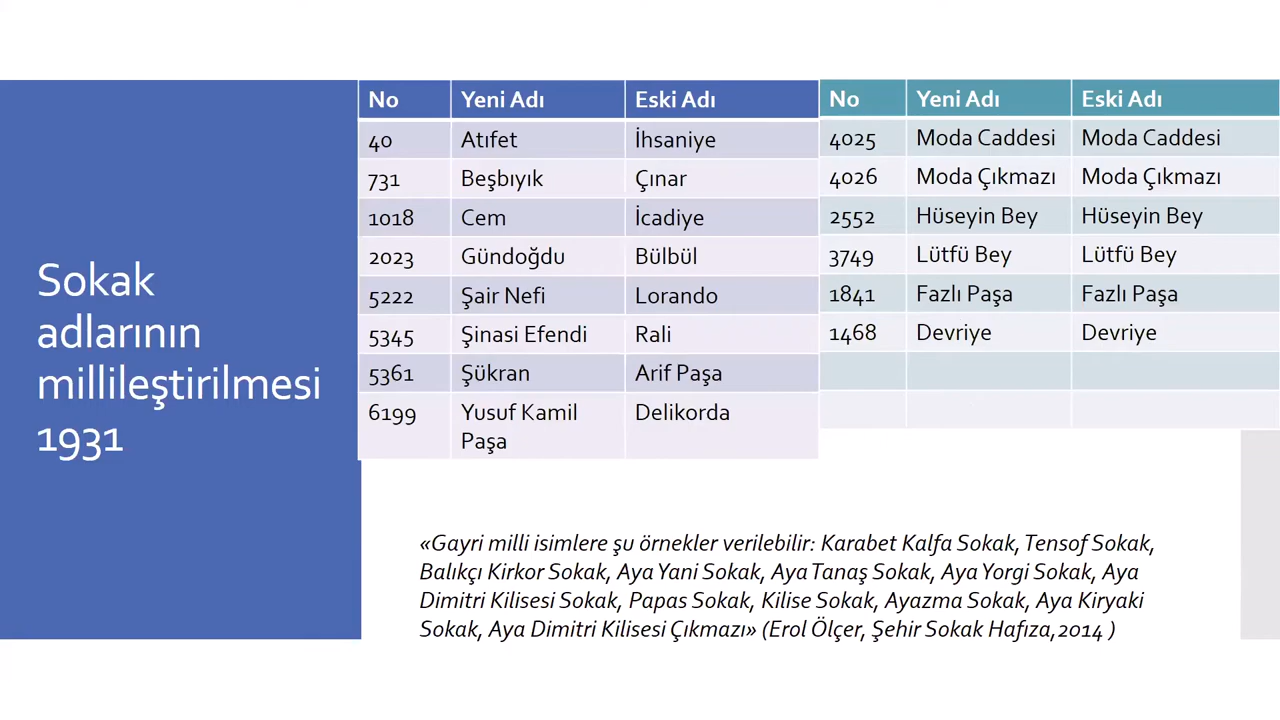 Sokak
adlarının
millileştirilmesi
1931
No Yeni Adı Eski Adı
40 Atıfet İhsaniye
731 Beşbıyık Çınar
1018 Cem İcadiye
2023 Gündoğdu Bülbül
5222 Şair Nefi Lorando
5345 Şinasi Efendi Rali
5361 Şükran Arif Paşa
6199 Yusuf Kamil Delikorda
Paşa
No Yeni Adı Eski Adı
4025 Moda Caddesi Moda Caddesi
4026 Moda Çıkmazı Moda Çıkmazı
2552 Hüseyin Bey Hüseyin Bey
3749 Lütfü Bey Lütfü Bey
1841 Fazlı Paşa Fazlı Paşa
1468 Devriye Devriye
«Gayri milli isimlere şu örnekler verilebilir: Karabet Kalfa Sokak, Tensof Sokak,
Balıkçı Kirkor Sokak, Aya Yani Sokak, Aya Tanaş Sokak, Aya Yorgi Sokak, Aya
Dimitri Kilisesi Sokak, Papas Sokak, Kilise Sokak, Ayazma Sokak, Aya Kiryaki
Sokak, Aya Dimitri Kilisesi Çıkmazı» (Erol Ölçer, Şehir Sokak Hafıza,2014 )